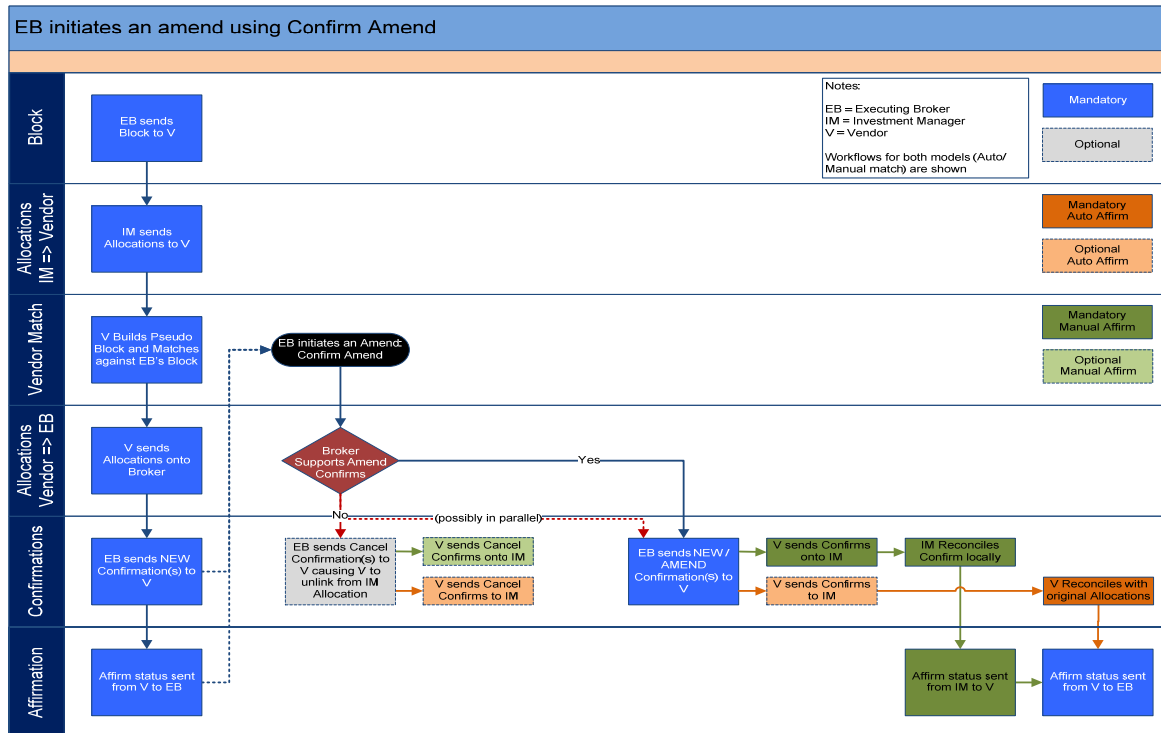 EB initiates an amend using Confirm Amend
Block
EB sends
Block to V
Notes:
EB = Executing Broker
IM = Investment Manager
V = Vendor
Workflows for both models (Auto/
Manual match) are shown
Mandatory
Optional
Allocations
IM => Vendor
IM sends
Allocations to V
Mandatory
Auto Affirm
Optional
Auto Affirm
Vendor Match
V Builds Pseudo
Block and Matches
against EB's Block
EB initiates an Amend:
Confirm Amend
Mandatory
Manual Affirm
Optional
Manual Affirm
Allocations
Vendor => EB
V sends
Allocations onto
Broker
Broker
Supports Amend
Confirms
Yes
No
(possibly in parallel)
Confirmations
EB sends NEW
Confirmation(s) to
V
EB sends Cancel
Confirmation(s) to
V causing V to
unlink from IM
Allocation
V sends Cancel
Confirms onto IM
V sends Cancel
Confirms to IM
EB sends NEW /
AMEND
Confirmation(s) to
V
V sends Confirms
onto IM
V sends Confirms
to IM
IM Reconciles
Confirm locally
V Reconciles with
original Allocations
Affirmation
Affirm status sent
from V to EB
Affirm status sent
from IM to V
Affirm status sent
from V to EB